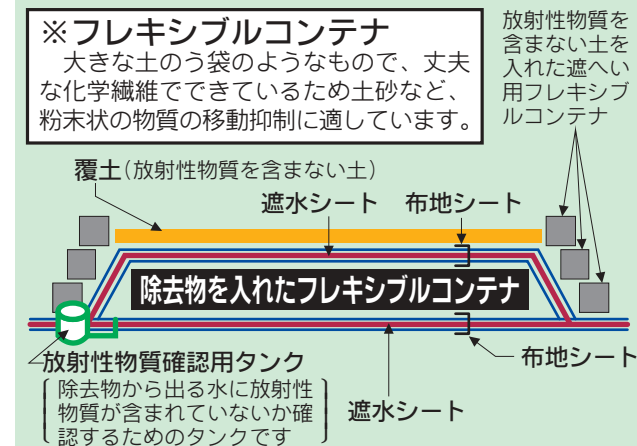 ※フレキシブルコンテナ
大きな土のう袋のようなもので、丈夫
な化学繊維でできているため土砂など、
粉末状の物質の移動抑制に適しています。
放射性物質を
含まない土を
入れた遮へい
用フレキシブ
ルコンテナ
覆土(放射性物質を含まない土)
遮水シート
布地シート
除去物を入れたフレキシブルコンテナ
放射性物質確認用タンク
除去物から出る水に放射性
物質が含まれていないか確
認するためのタンクです
遮水シート
布地シート